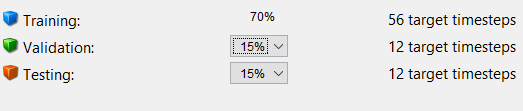 Training: 70% 56 target timesteps
Validation: 15% 12 target timesteps
Testing: 15% 12 target timesteps